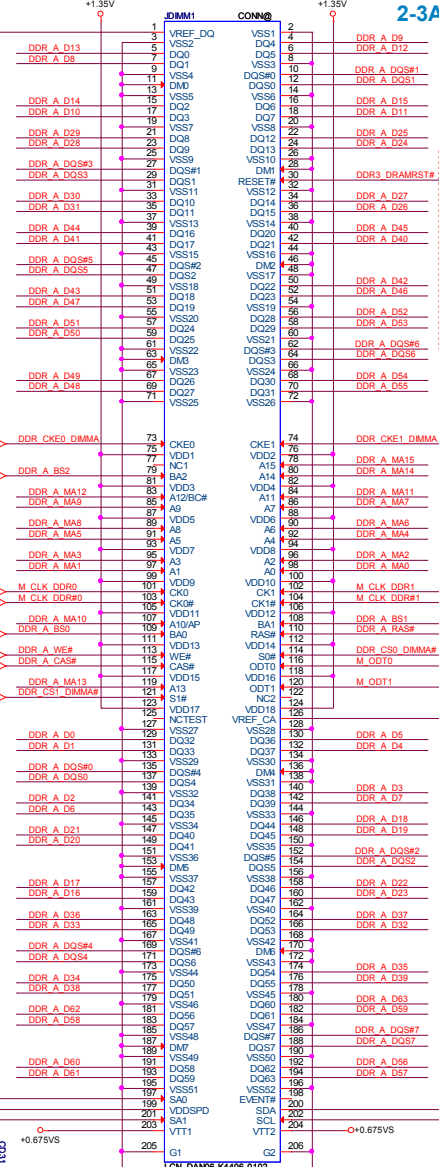 +1.35V +1.35V
2-3A
JDIMM1 CONN@
1 VREF_DQ VSS1 2
3 VSS2 DQ4 4 DDR_A_D9
DDR_A_D13 5 DQ0 DQ5 6 DDR_A_D12
DDR_A_D8 7 DQ1 VSS3 8
9 VSS4 DQS#0 10 DDR_A_DQS#1
11 DM0 DQS0 12 DDR_A_DQS1
13 VSS5 VSS6 14
DDR_A_D14 15 DQ2 DQ6 16 DDR_A_D15
DDR_A_D10 17 DQ3 DQ7 18 DDR_A_D11
19 VSS7 VSS8 20
DDR_A_D29 21 DQ8 DQ12 22 DDR_A_D25
DDR_A_D28 23 DQ9 DQ13 24 DDR_A_D24
25 VSS9 VSS10 26
DDR_A_DQS#3 27 DQS#1 DM1 28
DDR_A_DQS3 29 DQS1 RESET# 30 DDR3_DRAMRST#
31 VSS11 VSS12 32
DDR_A_D30 33 DQ10 DQ14 34 DDR_A_D27
DDR_A_D31 35 DQ11 DQ15 36 DDR_A_D26
37 VSS13 VSS14 38
DDR_A_D44 39 DQ16 DQ20 40 DDR_A_D45
DDR_A_D41 41 DQ17 DQ21 42 DDR_A_D40
43 VSS15 VSS16 44
DDR_A_DQS#5 45 DQS#2 DM2 46
DDR_A_DQS5 47 DQS2 VSS17 48
49 VSS18 DQ22 50 DDR_A_D42
DDR_A_D43 51 DQ18 DQ23 52 DDR_A_D46
DDR_A_D47 53 DQ19 VSS19 54
55 VSS20 DQ28 56 DDR_A_D52
DDR_A_D51 57 DQ24 DQ29 58 DDR_A_D53
DDR_A_D50 59 DQ25 VSS21 60
61 VSS22 DQS#3 62 DDR_A_DQS#6
63 DM3 DQS3 64 DDR_A_DQS6
65 VSS23 VSS24 66
DDR_A_D49 67 DQ26 DQ30 68 DDR_A_D54
DDR_A_D48 69 DQ27 DQ31 70 DDR_A_D55
71 VSS25 VSS26 72
DDR_CKE0_DIMMA 73 CKE0 CKE1 74 DDR_CKE1_DIMMA
75 VDD1 VDD2 76
77 NC1 A15 78 DDR_A_MA15
DDR_A_BS2 79 BA2 A14 80 DDR_A_MA14
81 VDD3 VDD4 82
DDR_A_MA12 83 A12/BC# A11 84 DDR_A_MA11
DDR_A_MA9 85 A9 A7 86 DDR_A_MA7
87 VDD5 VDD6 88
DDR_A_MA8 89 A8 A6 90 DDR_A_MA6
DDR_A_MA5 91 A5 A4 92 DDR_A_MA4
93 VDD7 VDD8 94
DDR_A_MA3 95 A3 A2 96 DDR_A_MA2
DDR_A_MA1 97 A1 A0 98 DDR_A_MA0
99 VDD9 VDD10 100
M_CLK_DDR0 101 CK0 CK1 102 M_CLK_DDR1
M_CLK_DDR#0 103 CK0# CK1# 104 M_CLK_DDR#1
105 VDD11 VDD12 106
DDR_A_MA10 107 A10/AP BA1 108 DDR_A_BS1
DDR_A_BS0 109 BA0 RAS# 110 DDR_A_RAS#
111 VDD13 VDD14 112
DDR_A_WE# 113 WE# S0# 114 DDR_CS0_DIMMA#
DDR_A_CAS# 115 CAS# ODT0 116 M_ODT0
117 VDD15 VDD16 118
DDR_A_MA13 119 A13 ODT1 120 M_ODT1
DDR_CS1_DIMMA# 121 S1# NC2 122
123 VDD17 VDD18 124
125 NCTEST VREF_CA 126
127 VSS27 VSS28 128
DDR_A_D0 129 DQ32 DQ36 130 DDR_A_D5
DDR_A_D1 131 DQ33 DQ37 132 DDR_A_D4
133 VSS29 VSS30 134
DDR_A_DQS#0 135 DQS#4 DM4 136
DDR_A_DQS0 137 DQS4 VSS31 138
139 VSS32 DQ38 140 DDR_A_D3
DDR_A_D2 141 DQ34 DQ39 142 DDR_A_D7
DDR_A_D6 143 DQ35 VSS33 144
145 VSS34 DQ44 146 DDR_A_D18
DDR_A_D21 147 DQ40 DQ45 148 DDR_A_D19
DDR_A_D20 149 DQ41 VSS35 150
151 VSS36 DQS#5 152 DDR_A_DQS#2
153 DM5 DQS5 154 DDR_A_DQS2
155 VSS37 VSS38 156
DDR_A_D17 157 DQ42 DQ46 158 DDR_A_D22
DDR_A_D16 159 DQ43 DQ47 160 DDR_A_D23
161 VSS39 VSS40 162
DDR_A_D36 163 DQ48 DQ52 164 DDR_A_D37
DDR_A_D33 165 DQ49 DQ53 166 DDR_A_D32
167 VSS41 VSS42 168
DDR_A_DQS#4 169 DQS#6 DM6 170
DDR_A_DQS4 171 DQS6 VSS43 172
173 VSS44 DQ54 174 DDR_A_D35
DDR_A_D34 175 DQ50 DQ55 176 DDR_A_D39
DDR_A_D38 177 DQ51 VSS45 178
179 VSS46 DQ60 180 DDR_A_D63
DDR_A_D62 181 DQ56 DQ61 182 DDR_A_D59
DDR_A_D58 183 DQ57 VSS47 184
185 VSS48 DQS#7 186 DDR_A_DQS#7
187 DM7 DQS7 188 DDR_A_DQS7
189 VSS49 VSS50 190
DDR_A_D60 191 DQ58 DQ62 192 DDR_A_D56
DDR_A_D61 193 DQ59 DQ63 194 DDR_A_D57
195 VSS51 VSS52 196
197 SA0 EVENT# 198
199 VDDSPD SDA 200
201 SA1 SCL 202
+0.675VS 203 VTT1 VTT2 204 +0.675VS
205 G1 G2 206
LCN_DAN06-K4406-0102
CD31